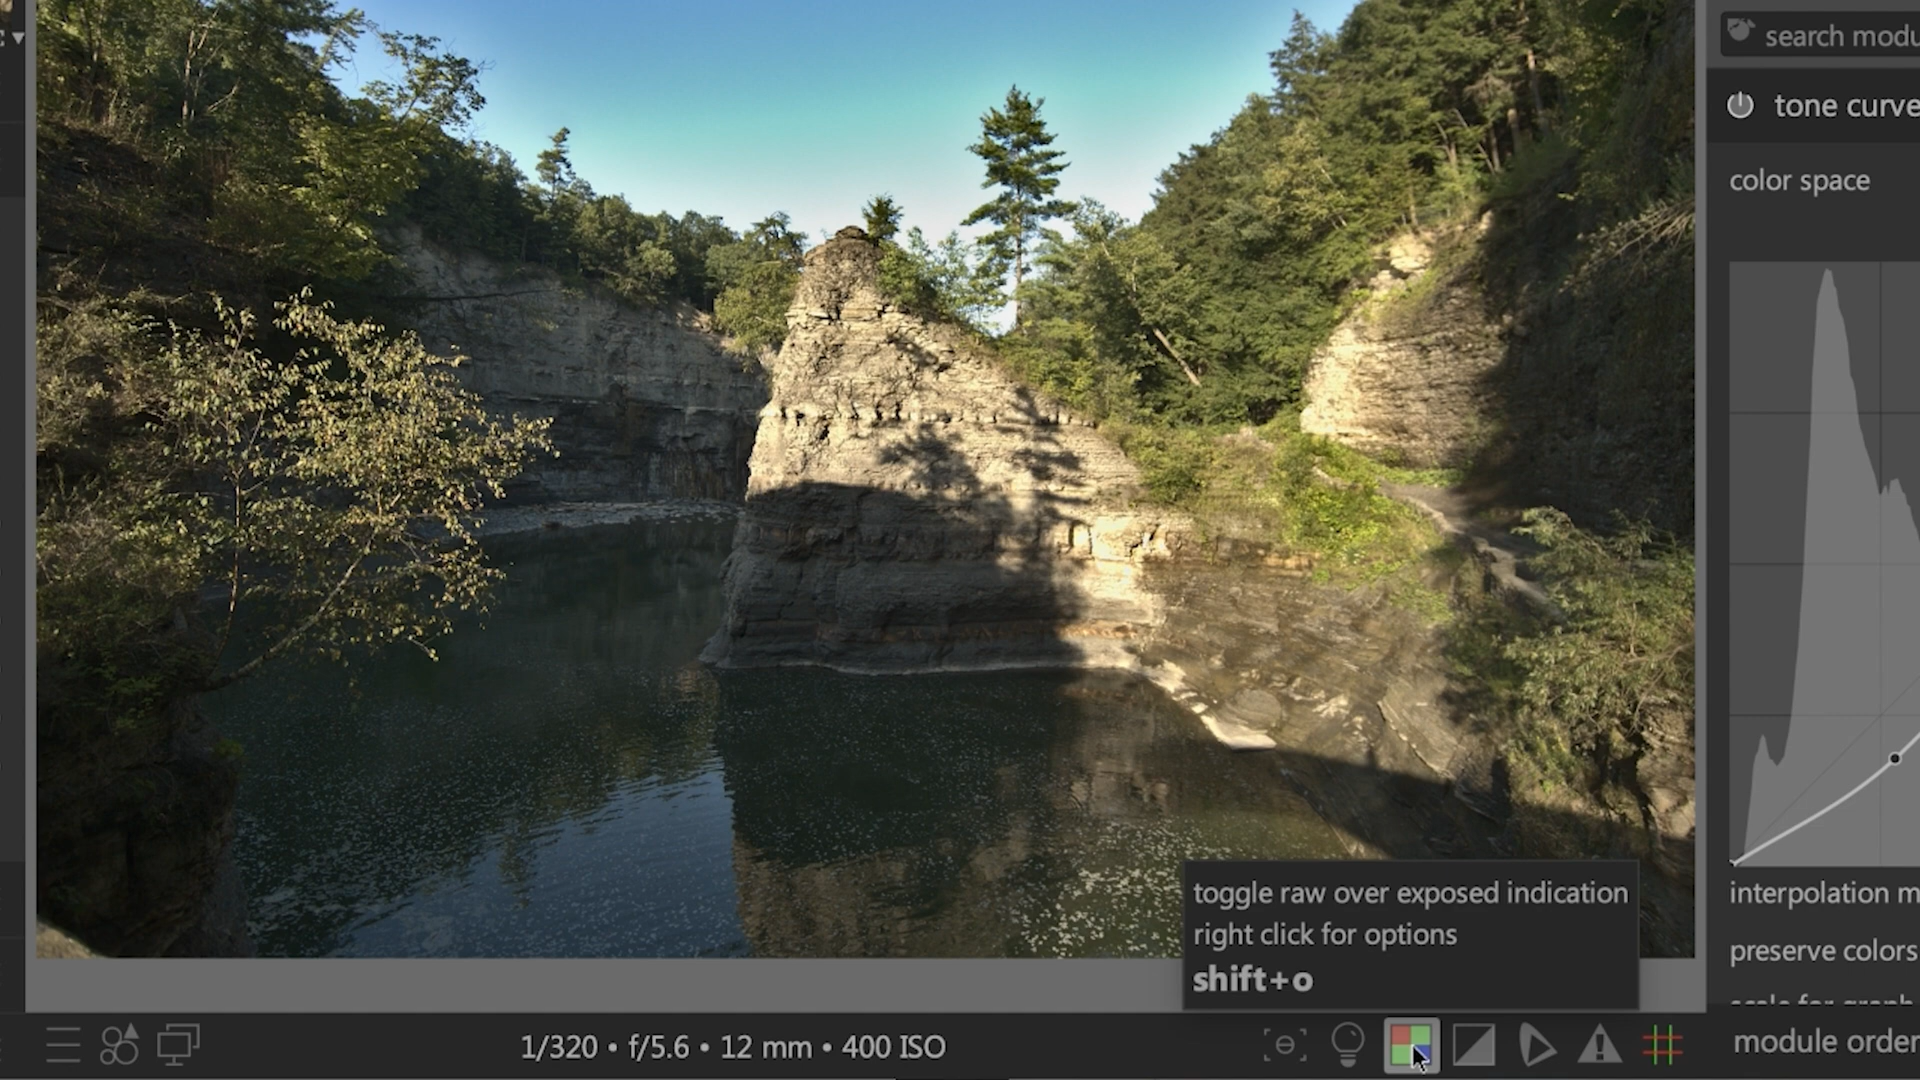 search modu
tone curve
color space
toggle raw over exposed indication
right click for options
shift+o
interpolation m
preserve colors
1/320 • f/5.6 • 12 mm • 400 ISO
module order